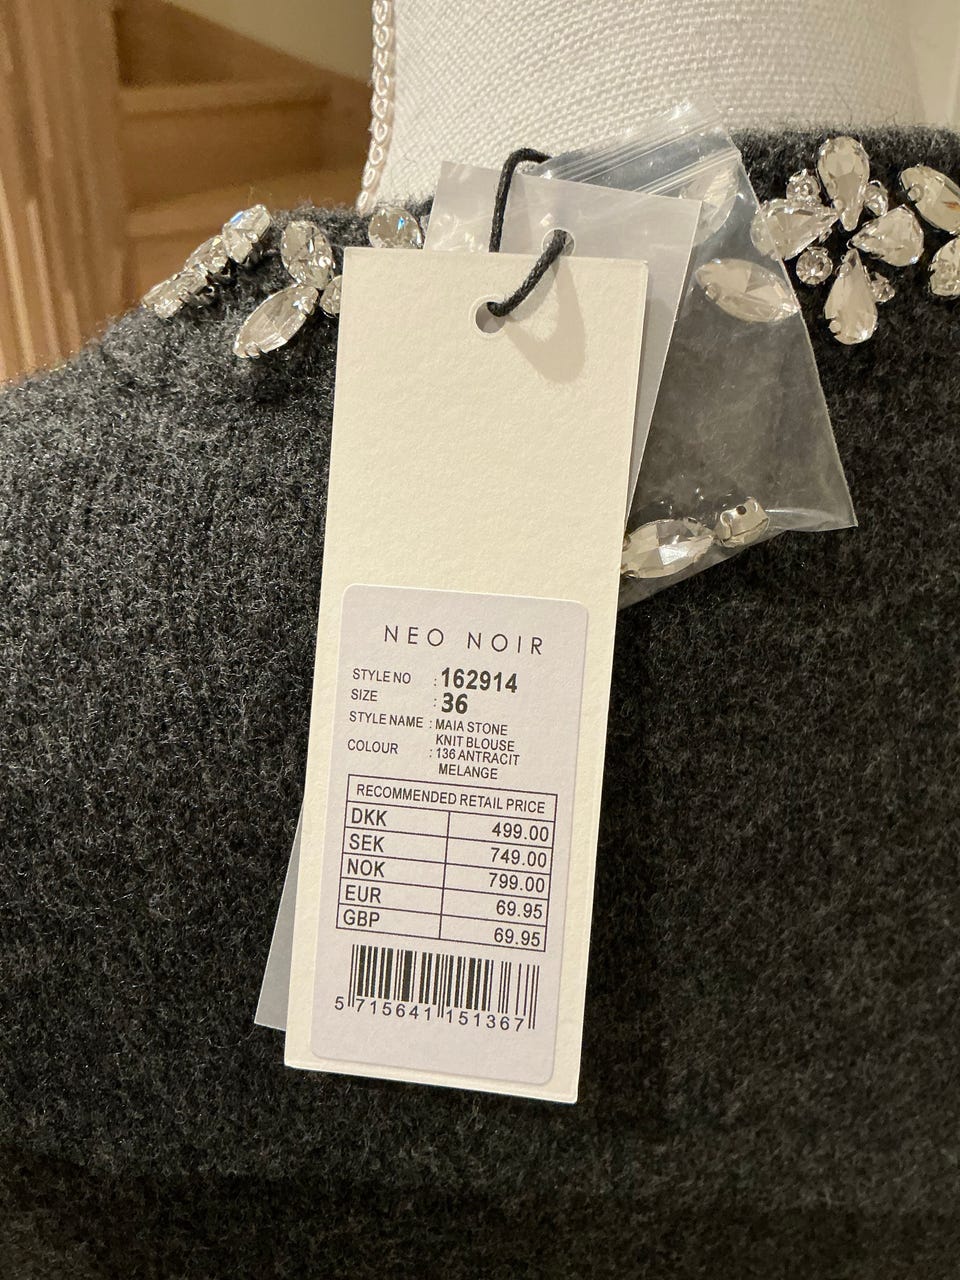 NEO NOIR
STYLE NO : 162914
SIZE : 36
STYLE NAME : MAIA STONE
KNIT BLOUSE
COLOUR : 136 ANTRACIT
MELANGE
RECOMMENDED RETAIL PRICE
DKK 499.00
SEK 749.00
NOK 799.00
EUR 69.95
GBP 69.95
5 715641 151367